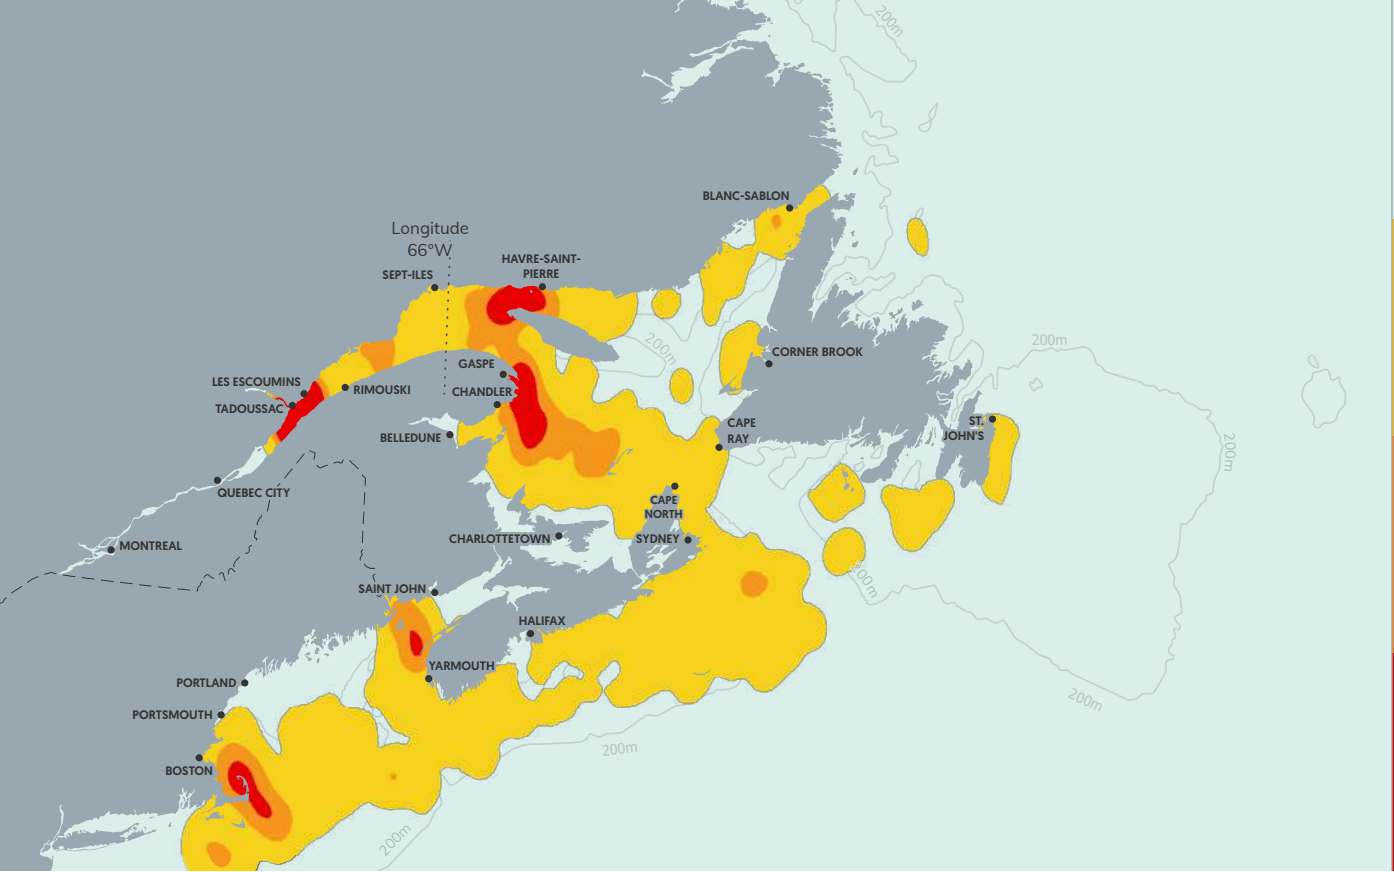 200m
BLANC-SABLON
Longitude
66°W
HAVRE-SAINT-
PIERRE
SEPT-ILES
200m
200m
CORNER BROOK
GASPE
LES ESCOUMINS
RIMOUSKI
CHANDLER
TADOUSSAC
CAPE
RAY
ST.
JOHN'S
BELLEDUNE
200m
QUEBEC CITY
CAPE
NORTH
MONTREAL
CHARLOTTETOWN
SYDNEY
200m
SAINT JOHN
HALIFAX
YARMOUTH
PORTLAND
200m
PORTSMOUTH
200m
BOSTON
200m